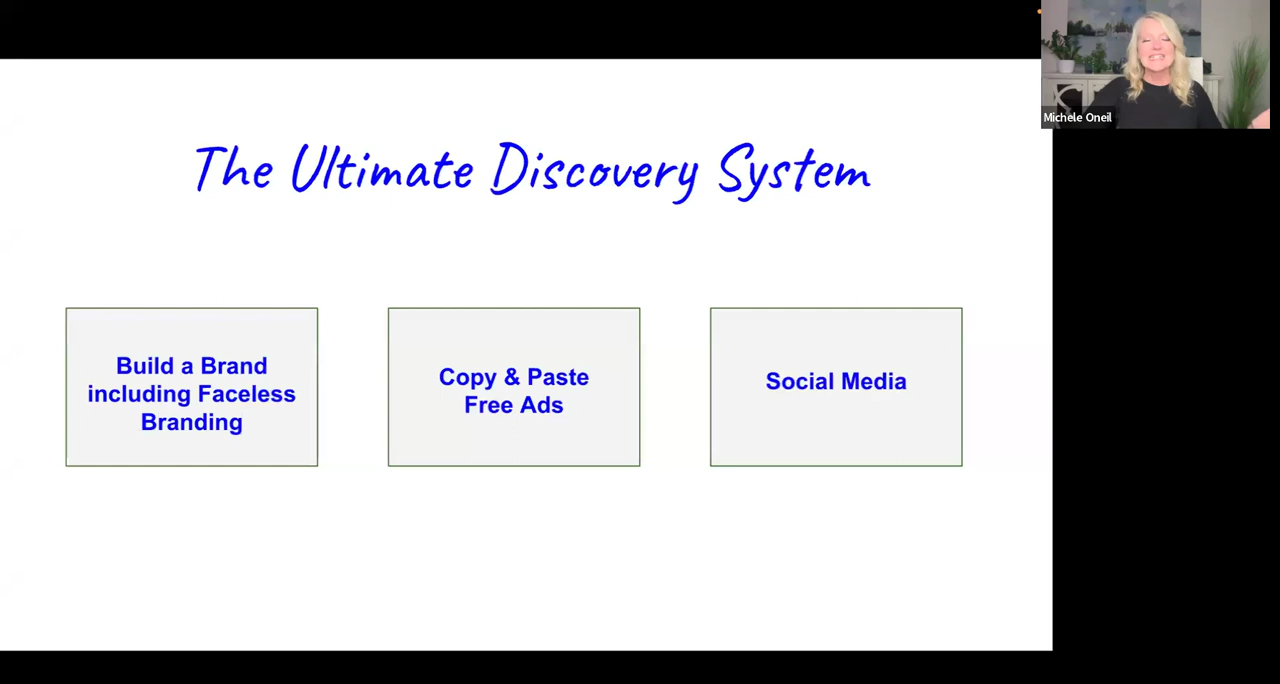 Michele Oneil
The Ultimate Discovery System
Build a Brand
including Faceless
Branding
Copy & Paste
Free Ads
Social Media